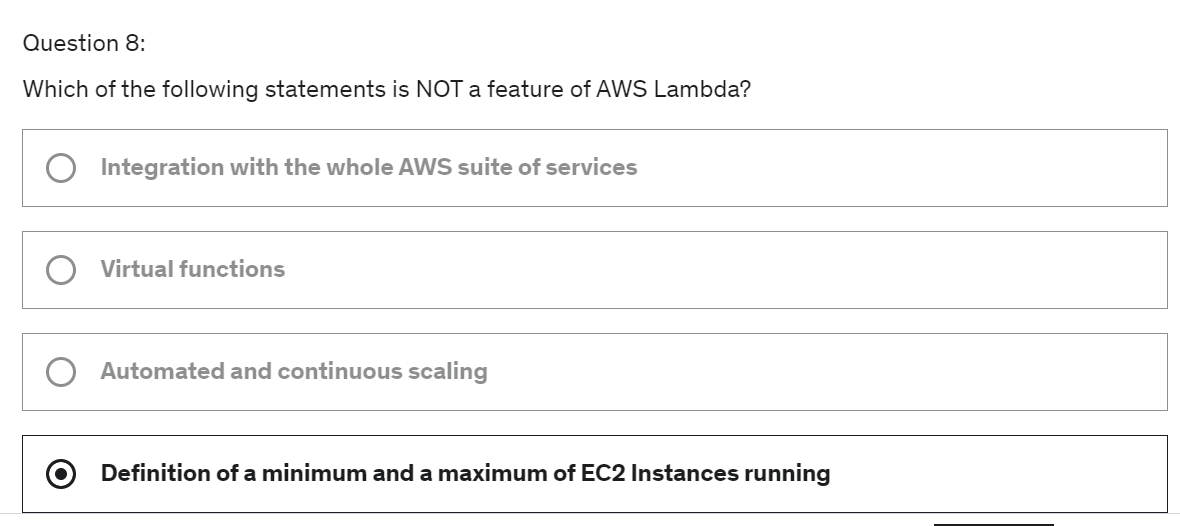 Question 8:
Which of the following statements is NOT a feature of AWS Lambda?
Integration with the whole AWS suite of services
Virtual functions
Automated and continuous scaling
Definition of a minimum and a maximum of EC2 Instances running